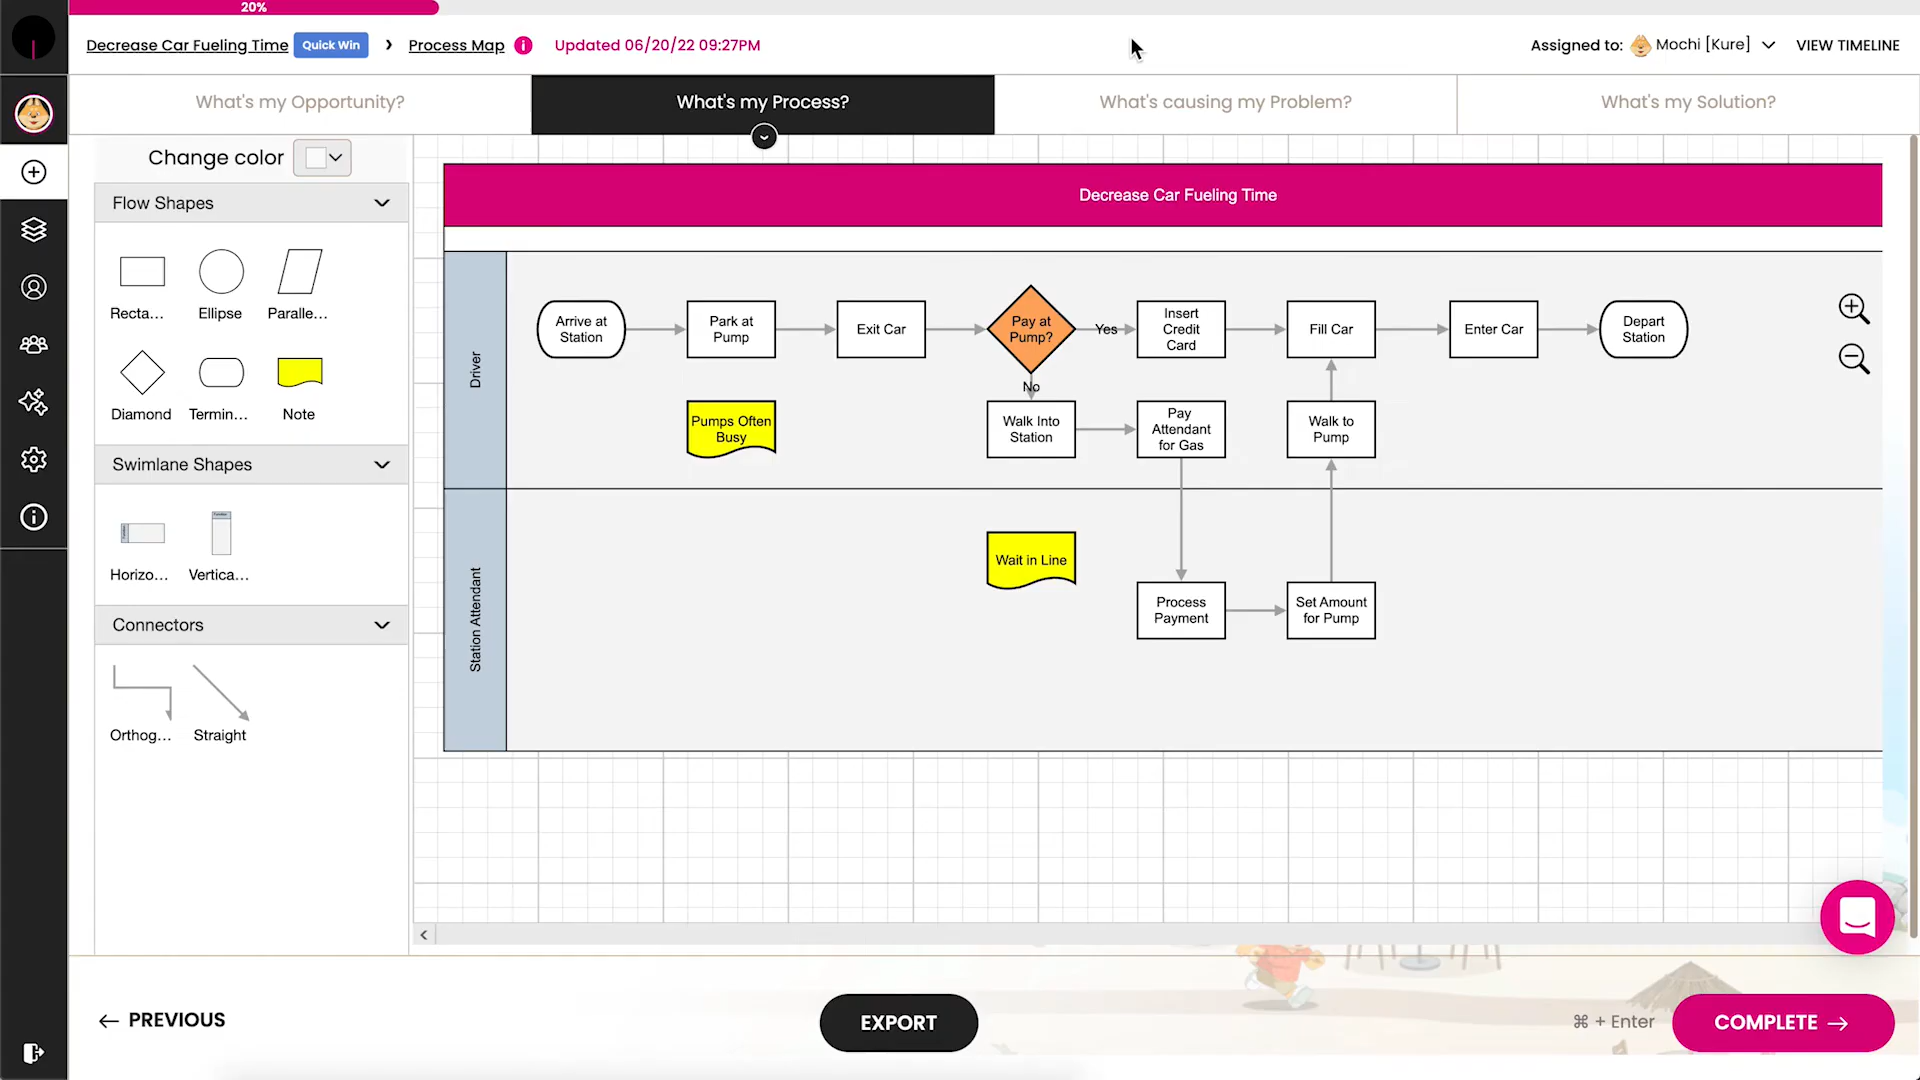 20%
Decrease Car Fueling Time Quick Win › Process Map i Updated 06/20/22 09:27PM
Assigned to: Mochi [Kure] VIEW TIMELINE
What's my Opportunity?
What's my Process?
What's causing my Problem?
What's my Solution?
Change color
Flow Shapes
Recta...
Ellipse
Paralle...
Diamond
Termin...
Note
Swimlane Shapes
Horizo...
Vertica...
Connectors
Orthog...
Straight
Decrease Car Fueling Time
Driver
Arrive at
Station
Park at
Pump
Exit Car
Pay at
Pump?
Yes
Insert
Credit
Card
Fill Car
Enter Car
Depart
Station
No
Pumps Often
Busy
Walk Into
Station
Pay
Attendant
for Gas
Walk to
Pump
Station Attendant
Wait in Line
Process
Payment
Set Amount
for Pump
← PREVIOUS
EXPORT
⌘ + Enter
COMPLETE →